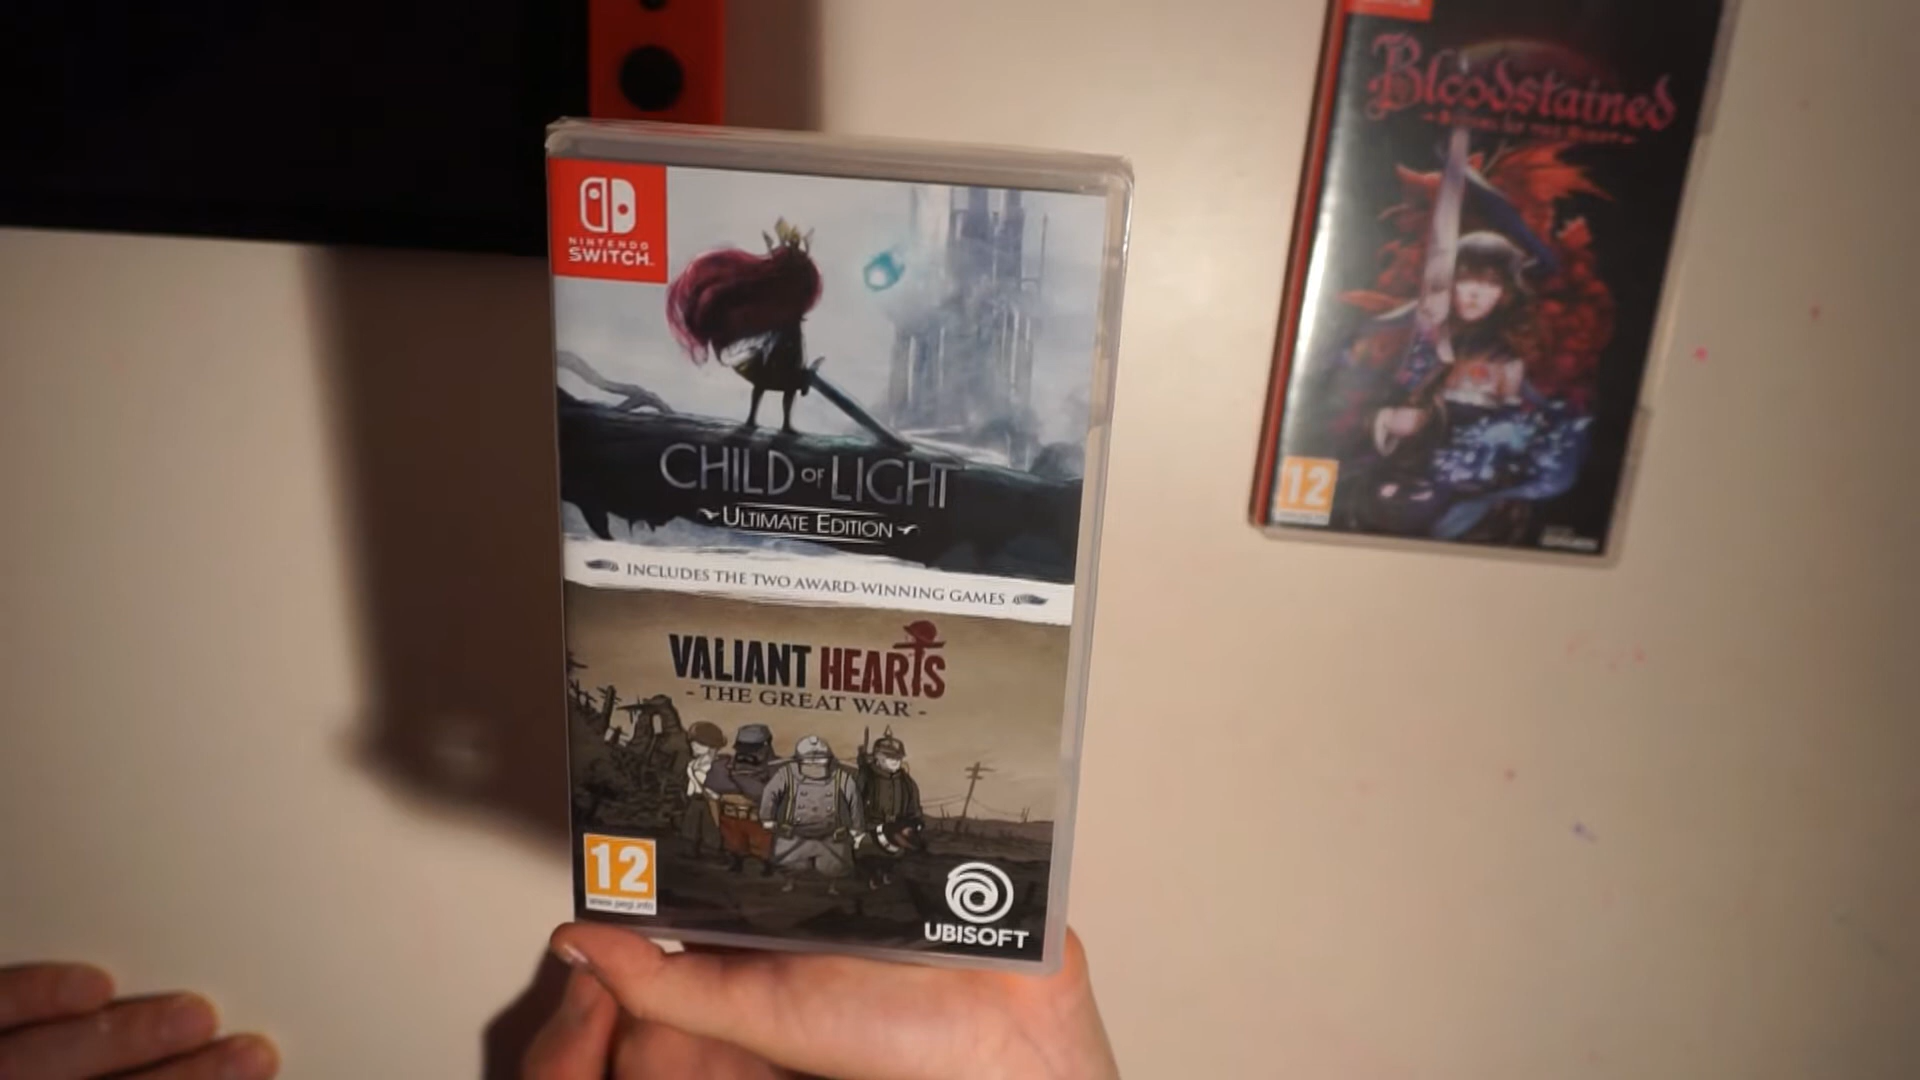 NINTENDO
SWITCH
CHILD OF LIGHT
ULTIMATE EDITION
INCLUDES THE TWO AWARD-WINNING GAMES
VALIANT HEARTS
- THE GREAT WAR -
12
www.pegi.info
UBISOFT
Bloodstained
12